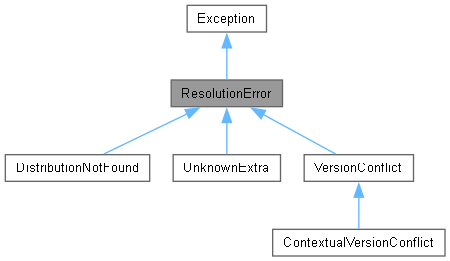 Exception
ResolutionError
DistributionNotFound
UnknownExtra
VersionConflict
ContextualVersionConflict